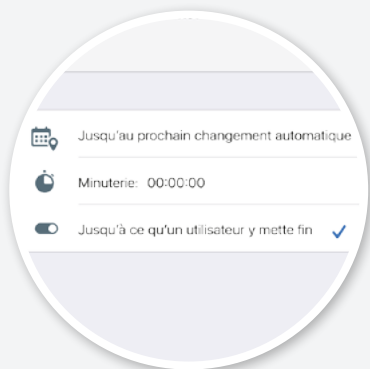 Jusqu'au prochain changement automatique
Minuterie: 00:00:00
Jusqu'à ce qu'un utilisateur y mette fin